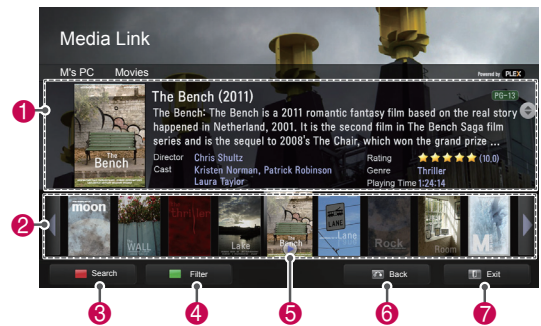 Media Link
M's PC Movies
Powered by PLEX
1
The Bench (2011)
PG-13
The Bench: The Bench is a 2011 romantic fantasy film based on the real story
happened in Netherland, 2001. It is the second film in The Bench Saga film
series and is the sequel to 2008's The Chair, which won the grand prize ...
Director Chris Shultz
Cast Kristen Norman, Patrick Robinson
Laura Taylor
Rating (10.0)
Genre Thriller
Playing Time 1:24:14
The
Bench
2
moon
WALL
Thriller
Lake
The
Bench
LANE
Lane
Rock
Room
M
Search
Filter
Back
Exit
3
4
5
6
7